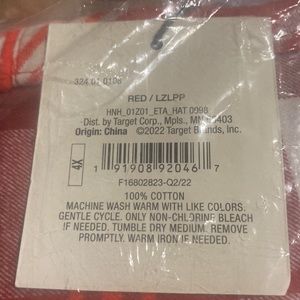 324 01 0108
RED / LZLPP
HNH_01Z01_ETA_HAT 0998
Dist. by Target Corp., Mpls., MN 55403
Origin: China ©2022 Target Brands, Inc.
4X
1 91908 92046 7
F16802823-Q2/22
100% COTTON
MACHINE WASH WARM WITH LIKE COLORS.
GENTLE CYCLE. ONLY NON-CHLORINE BLEACH
IF NEEDED. TUMBLE DRY MEDIUM. REMOVE
PROMPTLY. WARM IRON IF NEEDED.